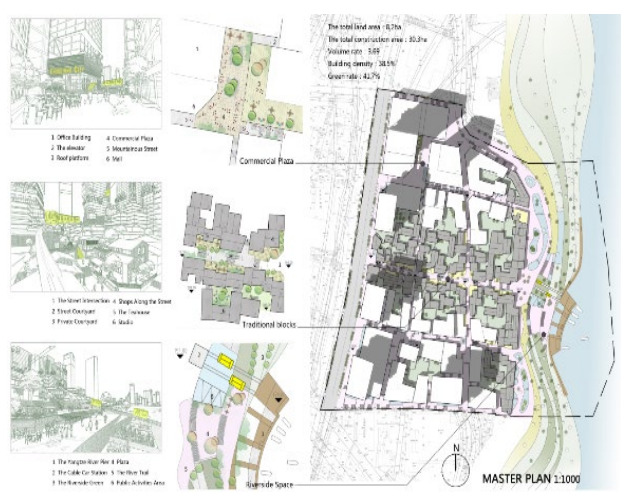 The total land area : 8.2ha
The total construction area : 30.3ha
Volume rate : 3.69
Building density : 38.5%
Green rate : 41.7%
1 Office Building
2 The elevator
3 Roof platform
4 Commercial Plaza
5 Mountainous Street
6 Mall
Commercial Plaza
1 The Street Intersection
2 Street Courtyard
3 Private Courtyard
4 Shops Along the Street
5 The Teahouse
6 Studio
Traditional blocks
1 The Yangtze River Pier
2 The Cable Car Station
3 The Riverside Green
Plaza
5 The River Trail
6 Public Activities Area
Riverside Space
N
MASTER PLAN 1:1000